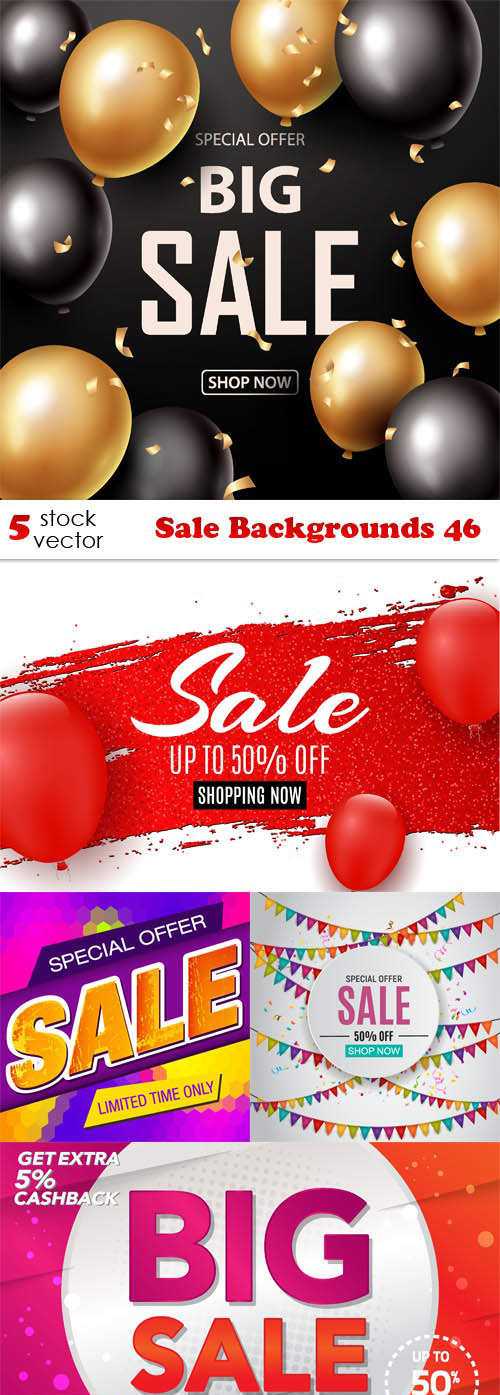 SPECIAL OFFER
BIG
SALE
SHOP NOW
5 stock
vector
Sale Backgrounds 46
Sale
UP TO 50% OFF
SHOPPING NOW
SPECIAL OFFER
SALE
LIMITED TIME ONLY
SPECIAL OFFER
SALE
50% OFF
SHOP NOW
GET EXTRA
5%
CASHBACK
BIG
SALE
UP TO
50%